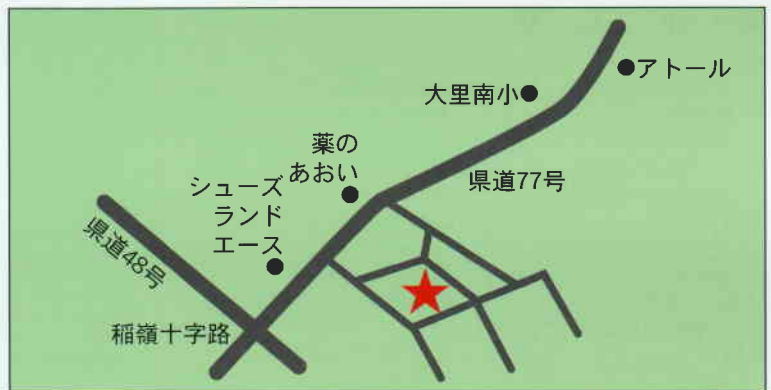 アトール
大里南小
薬の
あおい
県道77号
シューズ
ランド
エース
県道48号
稲嶺十字路